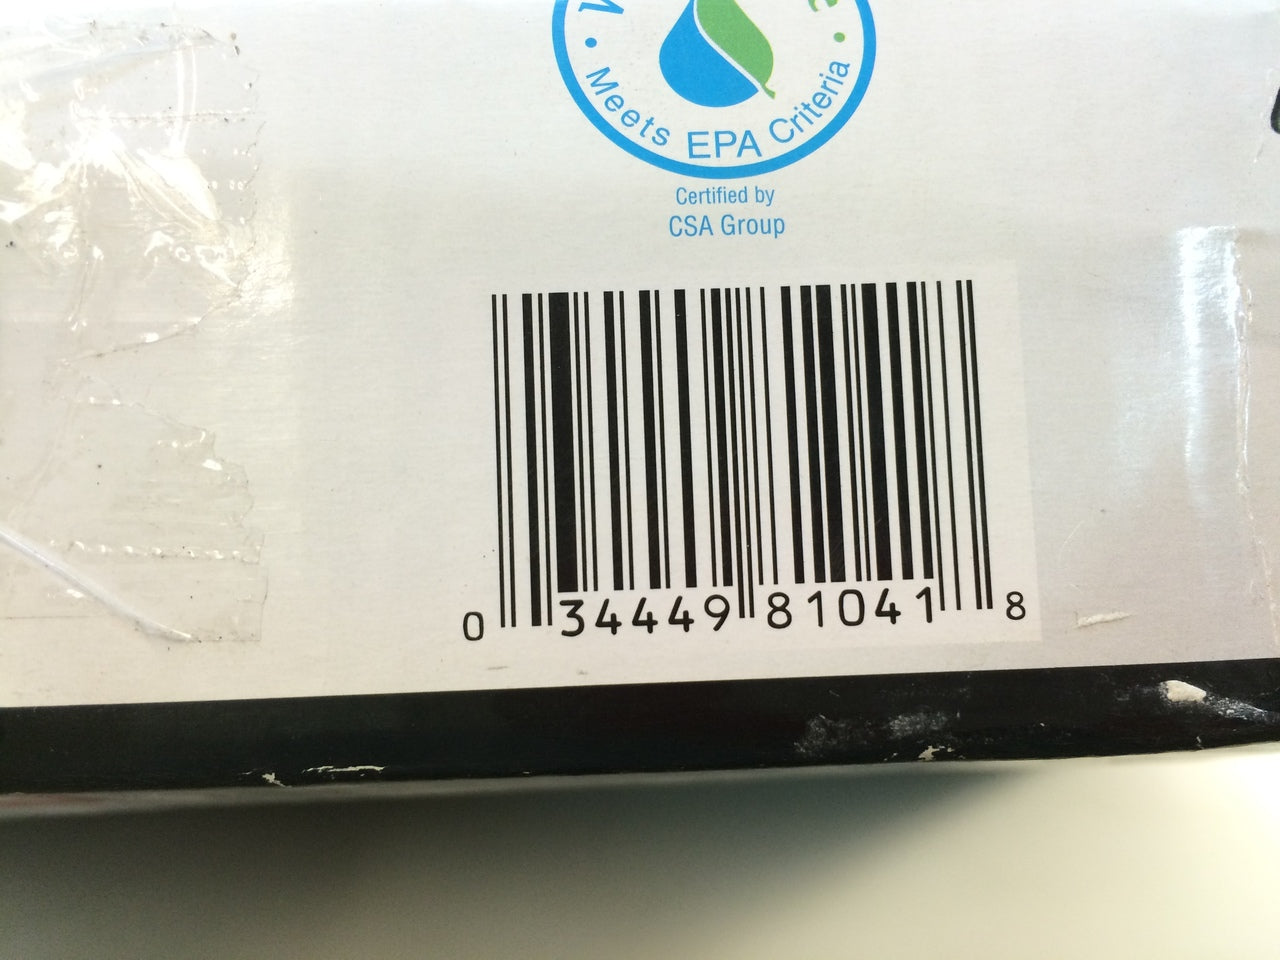 Meets EPA Criteria
Certified by
CSA Group
0 34449 81041 8